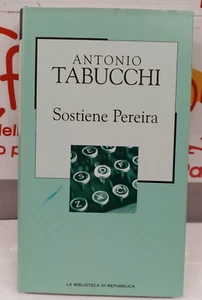 ANTONIO
TABUCCHI
Sostiene Pereira
LA BIBLIOTECA DI REPUBBLICA